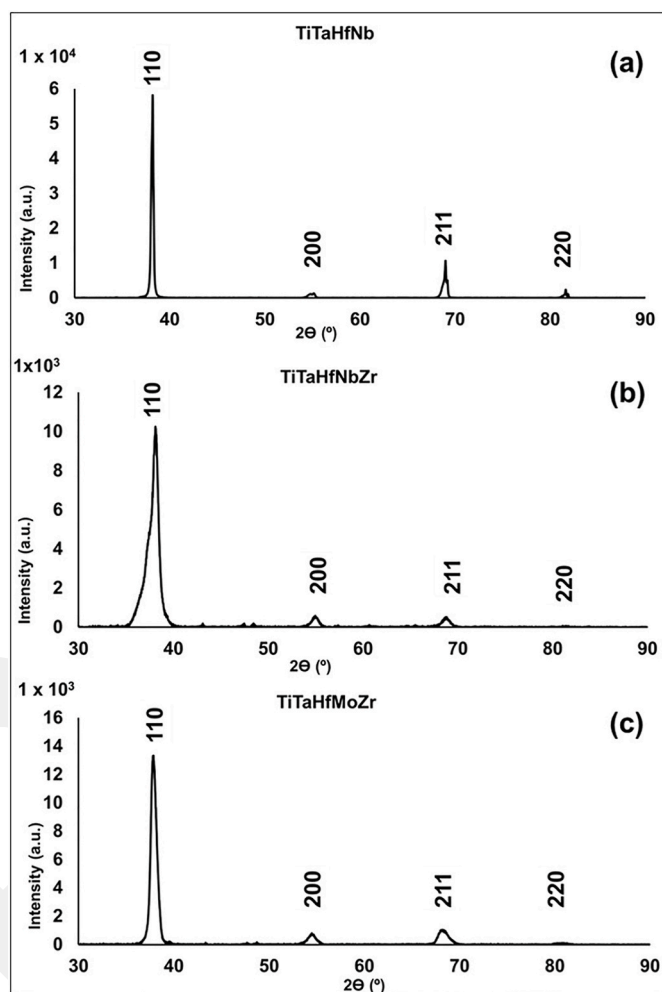 TiTaHfNb
1 x 10⁴
(a)
110
6
5
4
3
2
1
0
Intensity (a.u.)
200
211
220
30 40 50 60 70 80 90
2Ɵ (º)
1x10³
TiTaHfNbZr
(b)
110
12
10
8
6
4
2
0
Intensity (a.u.)
200
211
220
30 40 50 60 70 80 90
2Ɵ (º)
1 x 10³
TiTaHfMoZr
(c)
110
16
14
12
10
8
6
4
2
0
Intensity (a.u.)
200
211
220
30 40 50 60 70 80 90
2Ɵ (º)